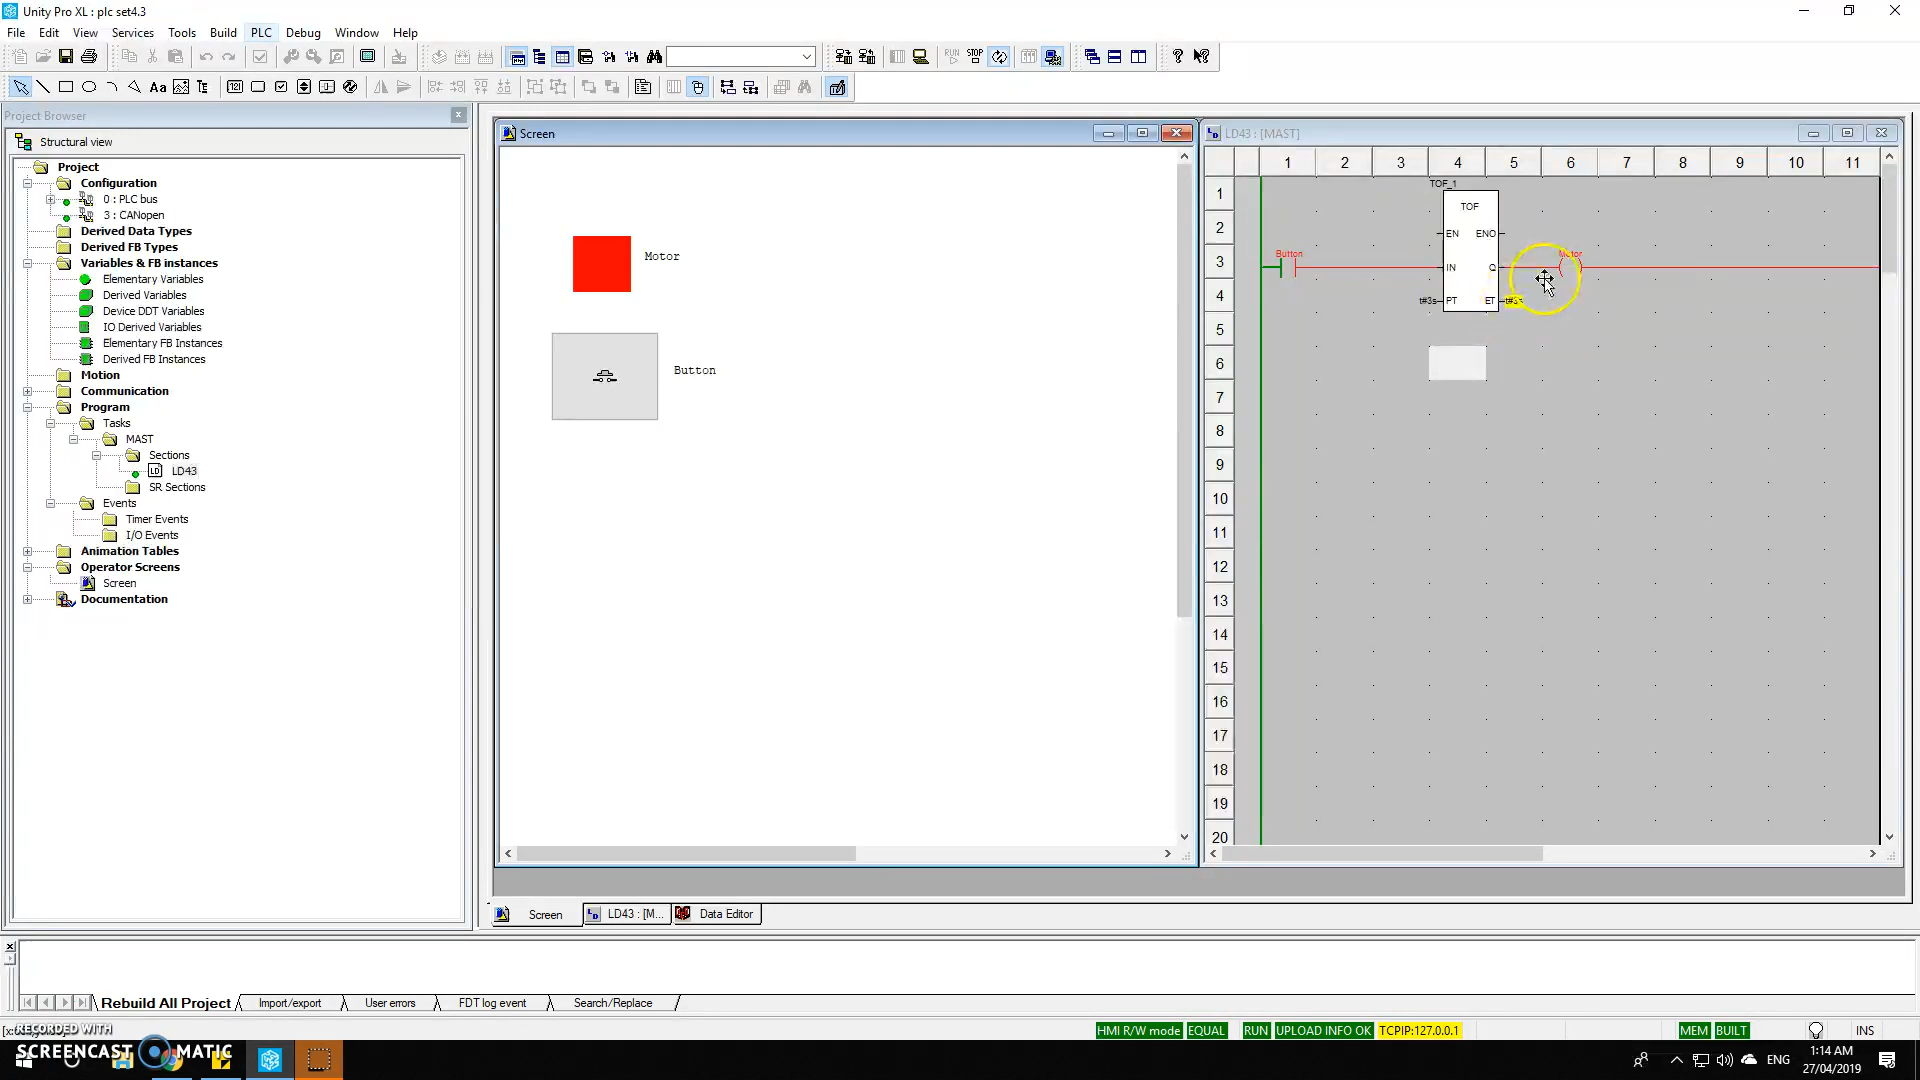 Unity Pro XL : plc set4.3
File Edit View Services Tools Build PLC Debug Window Help
RUN STOP
Aa
Project Browser
Structural view
Project
Configuration
0 : PLC bus
3 : CANopen
Derived Data Types
Derived FB Types
Variables & FB instances
Elementary Variables
Derived Variables
Device DDT Variables
IO Derived Variables
Elementary FB Instances
Derived FB Instances
Motion
Communication
Program
Tasks
MAST
Sections
LD43
SR Sections
Events
Timer Events
I/O Events
Animation Tables
Operator Screens
Screen
Documentation
Screen
Motor
Button
LD43 : [MAST]
1 2 3 4 5 6 7 8 9 10 11
1
2
3
4
5
6
7
8
9
10
11
12
13
14
15
16
17
18
19
20
TOF_1
TOF
EN ENO
Button
Motor
IN Q
t#3s PT ET
Screen LD43 : [M... Data Editor
Rebuild All Project Import/export User errors FDT log event Search/Replace
HMI R/W mode EQUAL RUN UPLOAD INFO OK TCPIP:127.0.0.1 MEM BUILT INS
RECORDED WITH
SCREENCAST MATIC
ENG
1:14 AM
27/04/2019